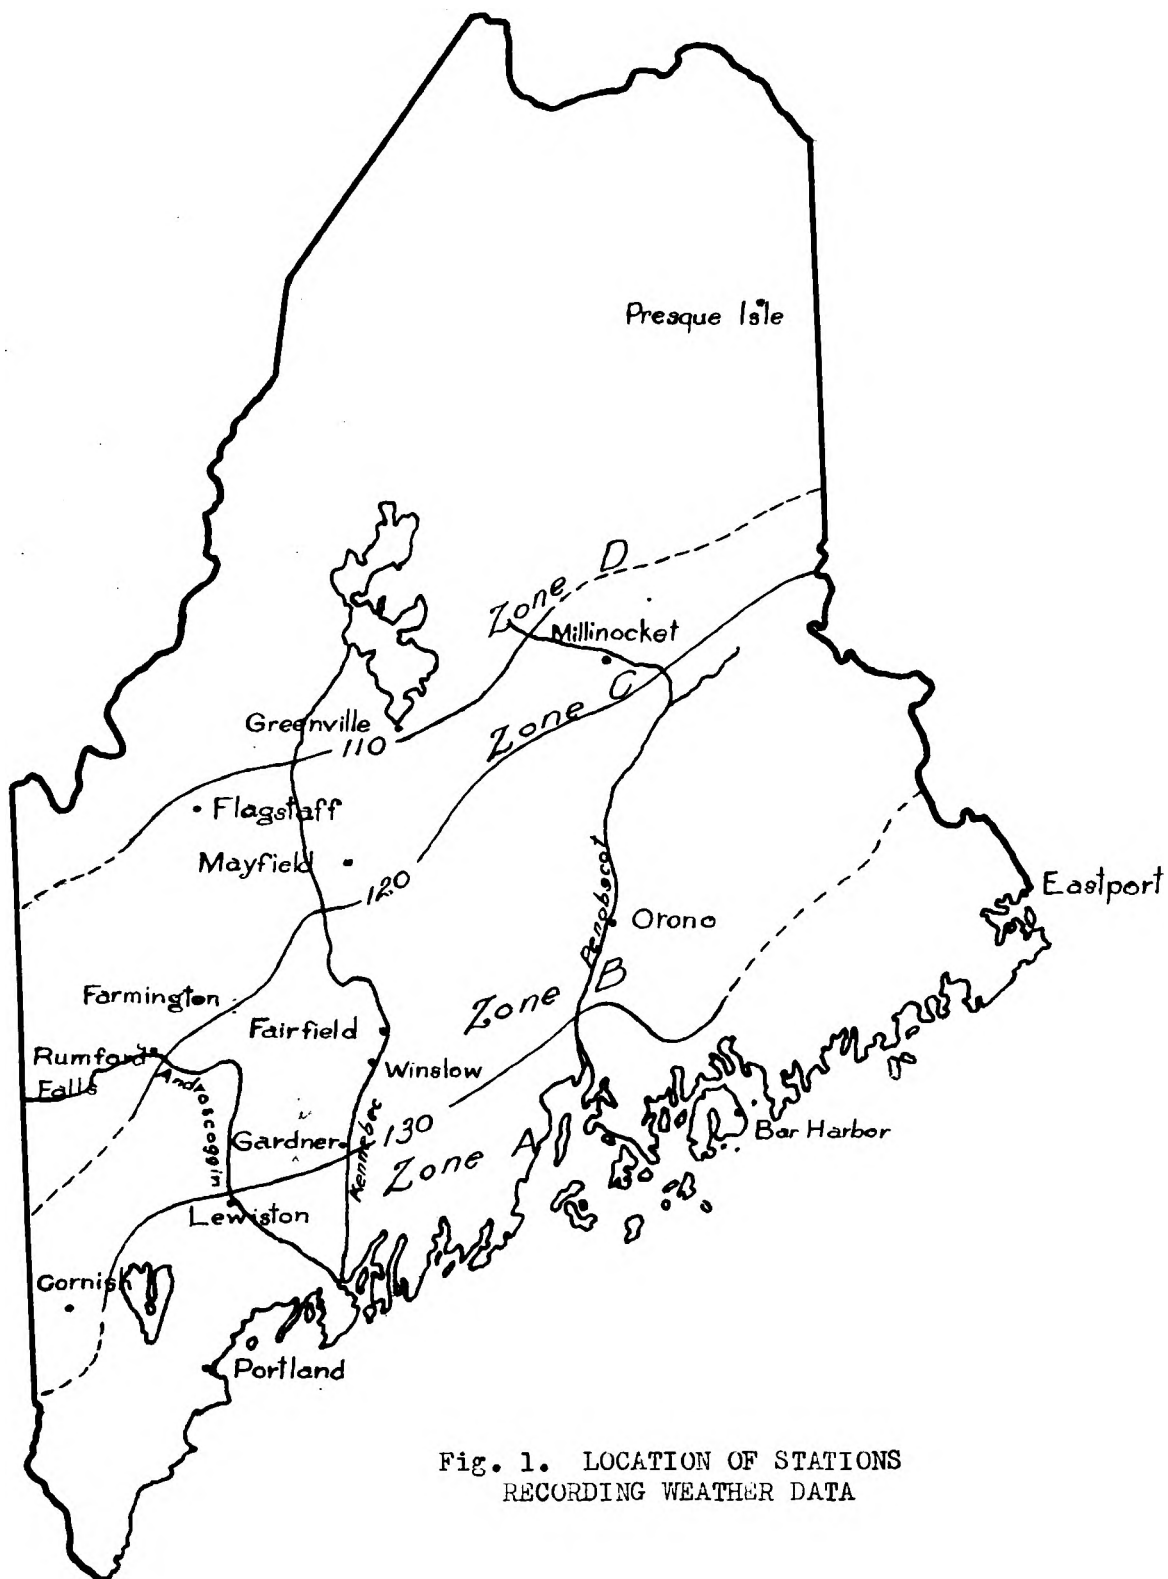 Presque Isle
Zone D
Millinocket
Zone C
Greenville
110
Flagstaff
Mayfield
120
Eastport
Penobscot
Orono
Farmington
Zone B
Fairfield
Rumford
Falls
Androscoggin
Winslow
Gardner
Kennebec
130
Zone A
Bar Harbor
Lewiston
Cornish
Portland
Fig. 1. LOCATION OF STATIONS
RECORDING WEATHER DATA